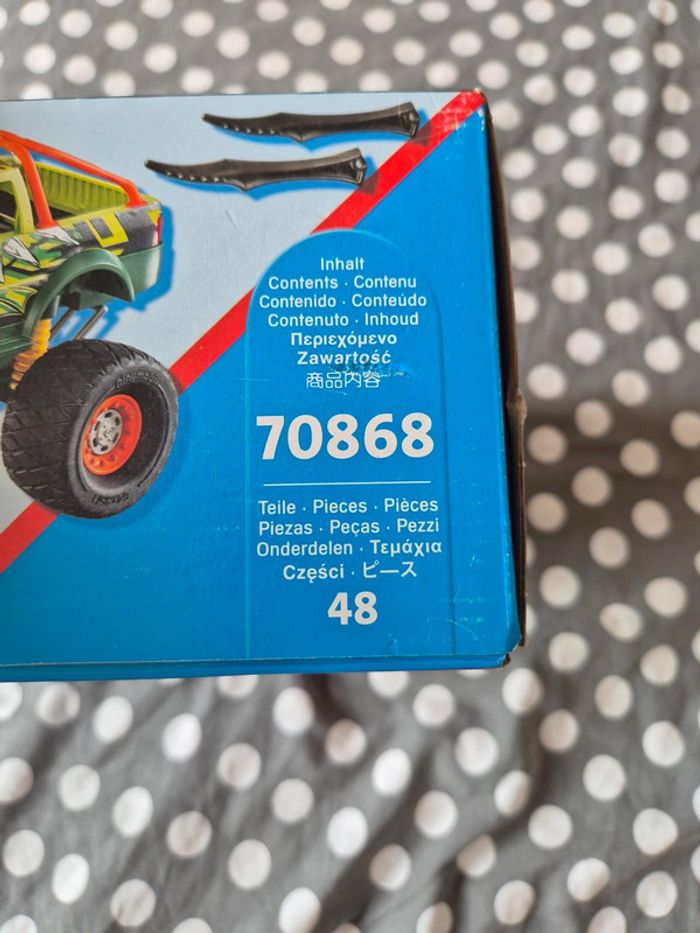 Inhalt
Contents · Contenu
Contenido · Conteúdo
Contenuto · Inhoud
Περιεχόμενο
Zawartość
商品内容
70868
Teile · Pieces · Pièces
Piezas · Peças · Pezzi
Onderdelen · Τεμάχια
Części · ピース
48
playmobil